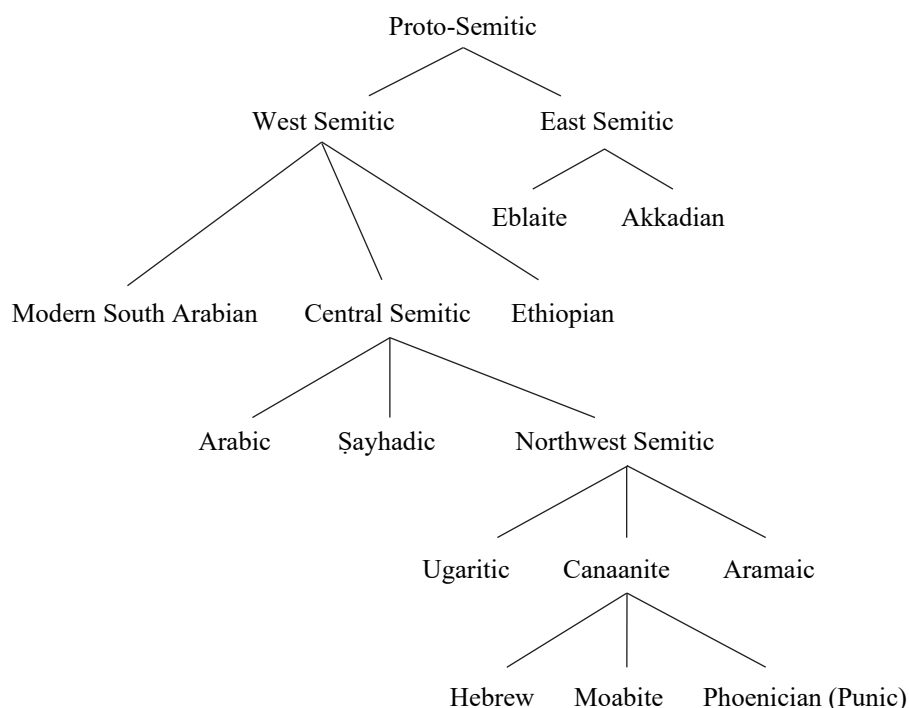 Proto-Semitic
West Semitic East Semitic
Eblaite Akkadian
Modern South Arabian Central Semitic Ethiopian
Arabic Ṣayhadic Northwest Semitic
Ugaritic Canaanite Aramaic
Hebrew Moabite Phoenician (Punic)